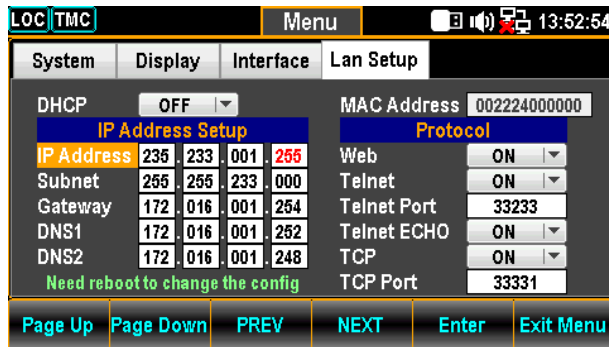 LOC TMC Menu 13:52:54
System Display Interface Lan Setup
DHCP OFF MAC Address 002224000000
IP Address Setup Protocol
IP Address 235 . 233 . 001 . 255 Web ON
Subnet 255 . 255 . 233 . 000 Telnet ON
Gateway 172 . 016 . 001 . 254 Telnet Port 33233
DNS1 172 . 016 . 001 . 252 Telnet ECHO ON
DNS2 172 . 016 . 001 . 248 TCP ON
Need reboot to change the config TCP Port 33331
Page Up Page Down PREV NEXT Enter Exit Menu